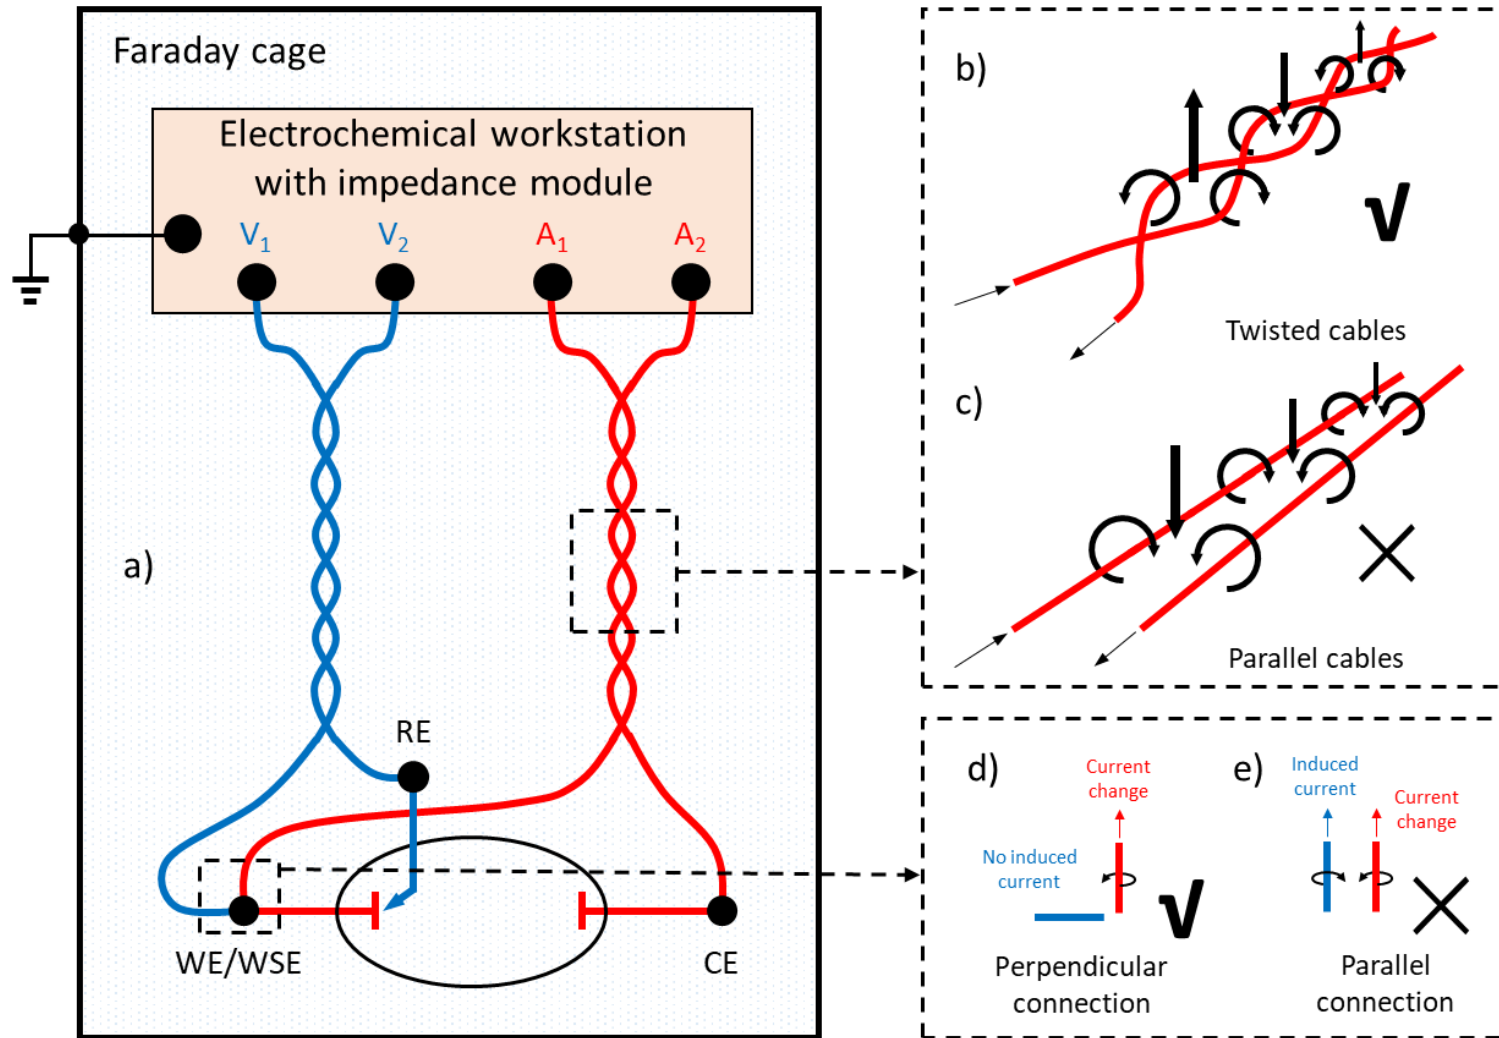 Faraday cage
Electrochemical workstation
with impedance module
V1
V2
A1
A2
a)
RE
WE/WSE
CE
b)
Twisted cables
c)
Parallel cables
d)
Current
change
No induced
current
Perpendicular
connection
e)
Induced
current
Current
change
Parallel
connection